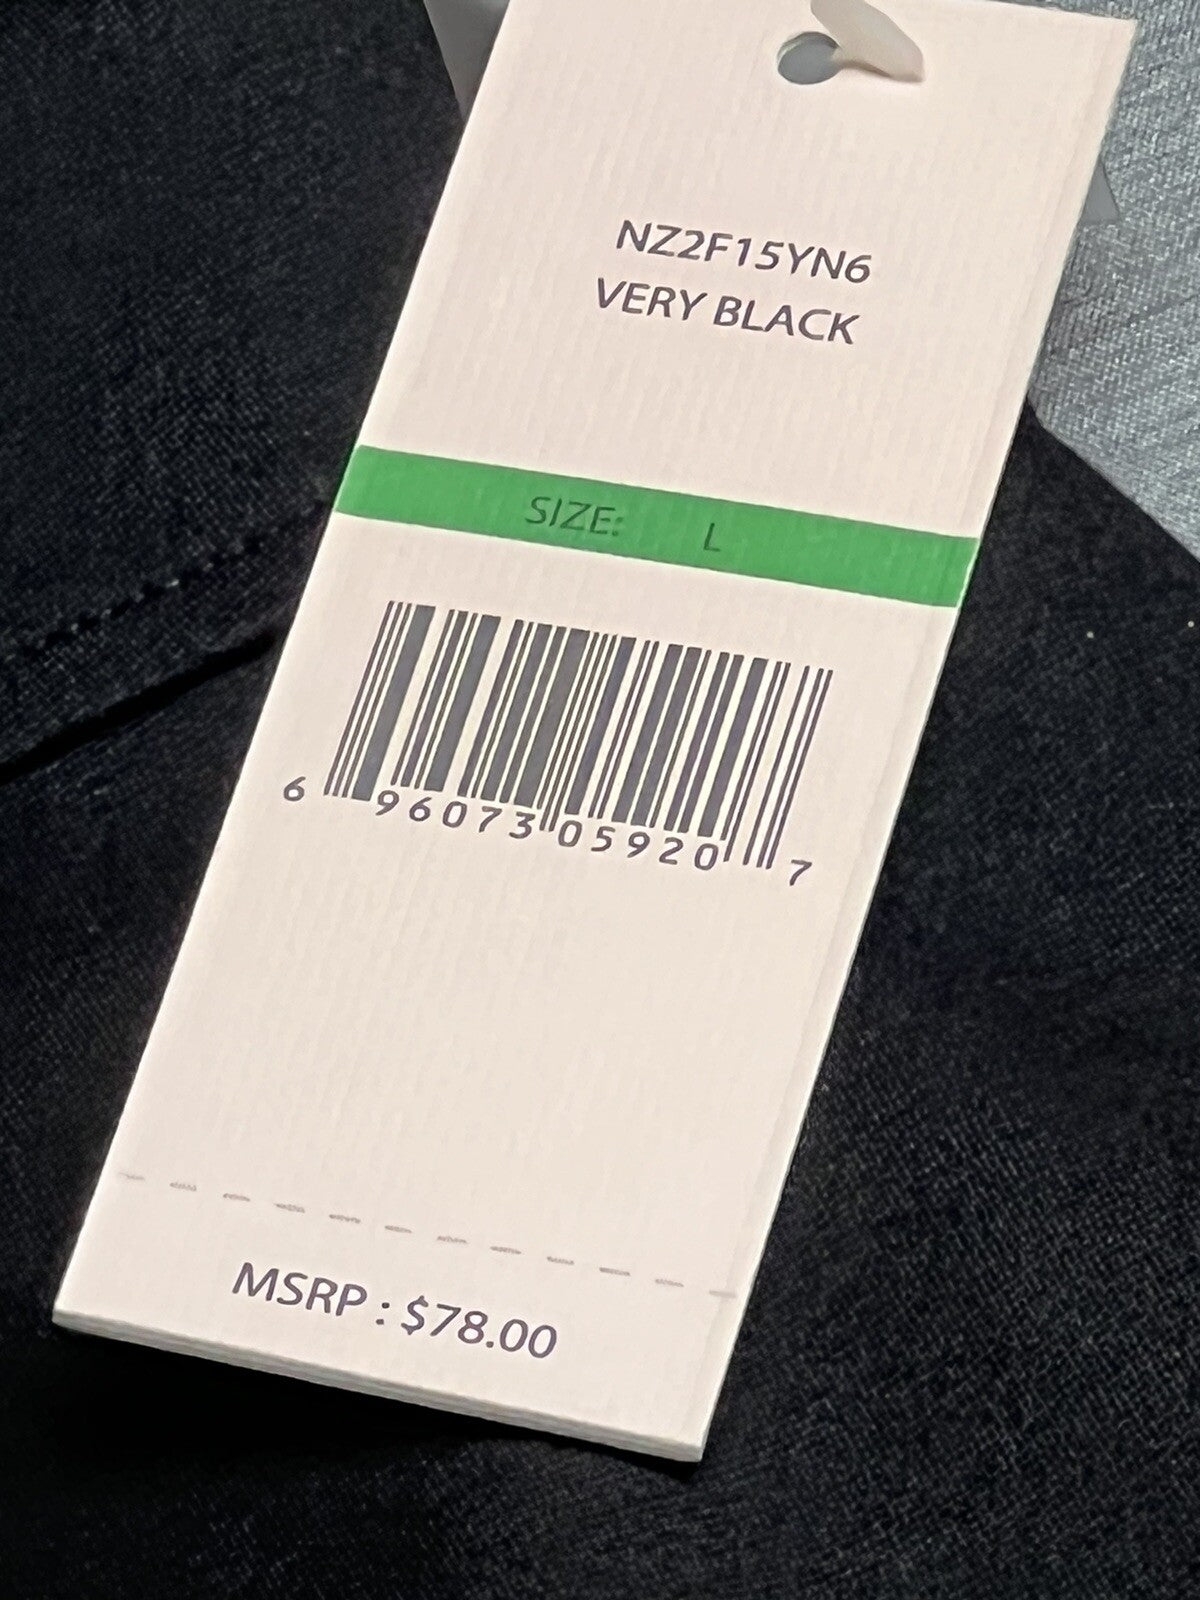 NZ2F15YN6
VERY BLACK
SIZE: L
6 96073 05920 7
MSRP : $78.00